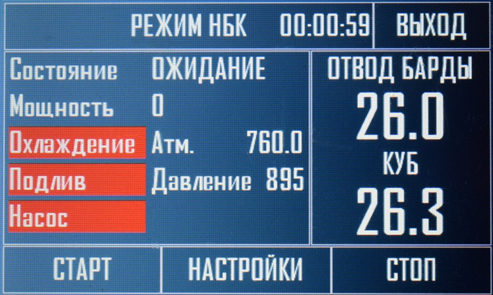 РЕЖИМ НБК 00:00:59 ВЫХОД
Состояние ОЖИДАНИЕ
Мощность 0
Охлаждение Атм. 760.0
Подлив Давление 895
Насос
ОТВОД БАРДЫ
26.0
КУБ
26.3
СТАРТ НАСТРОЙКИ СТОП